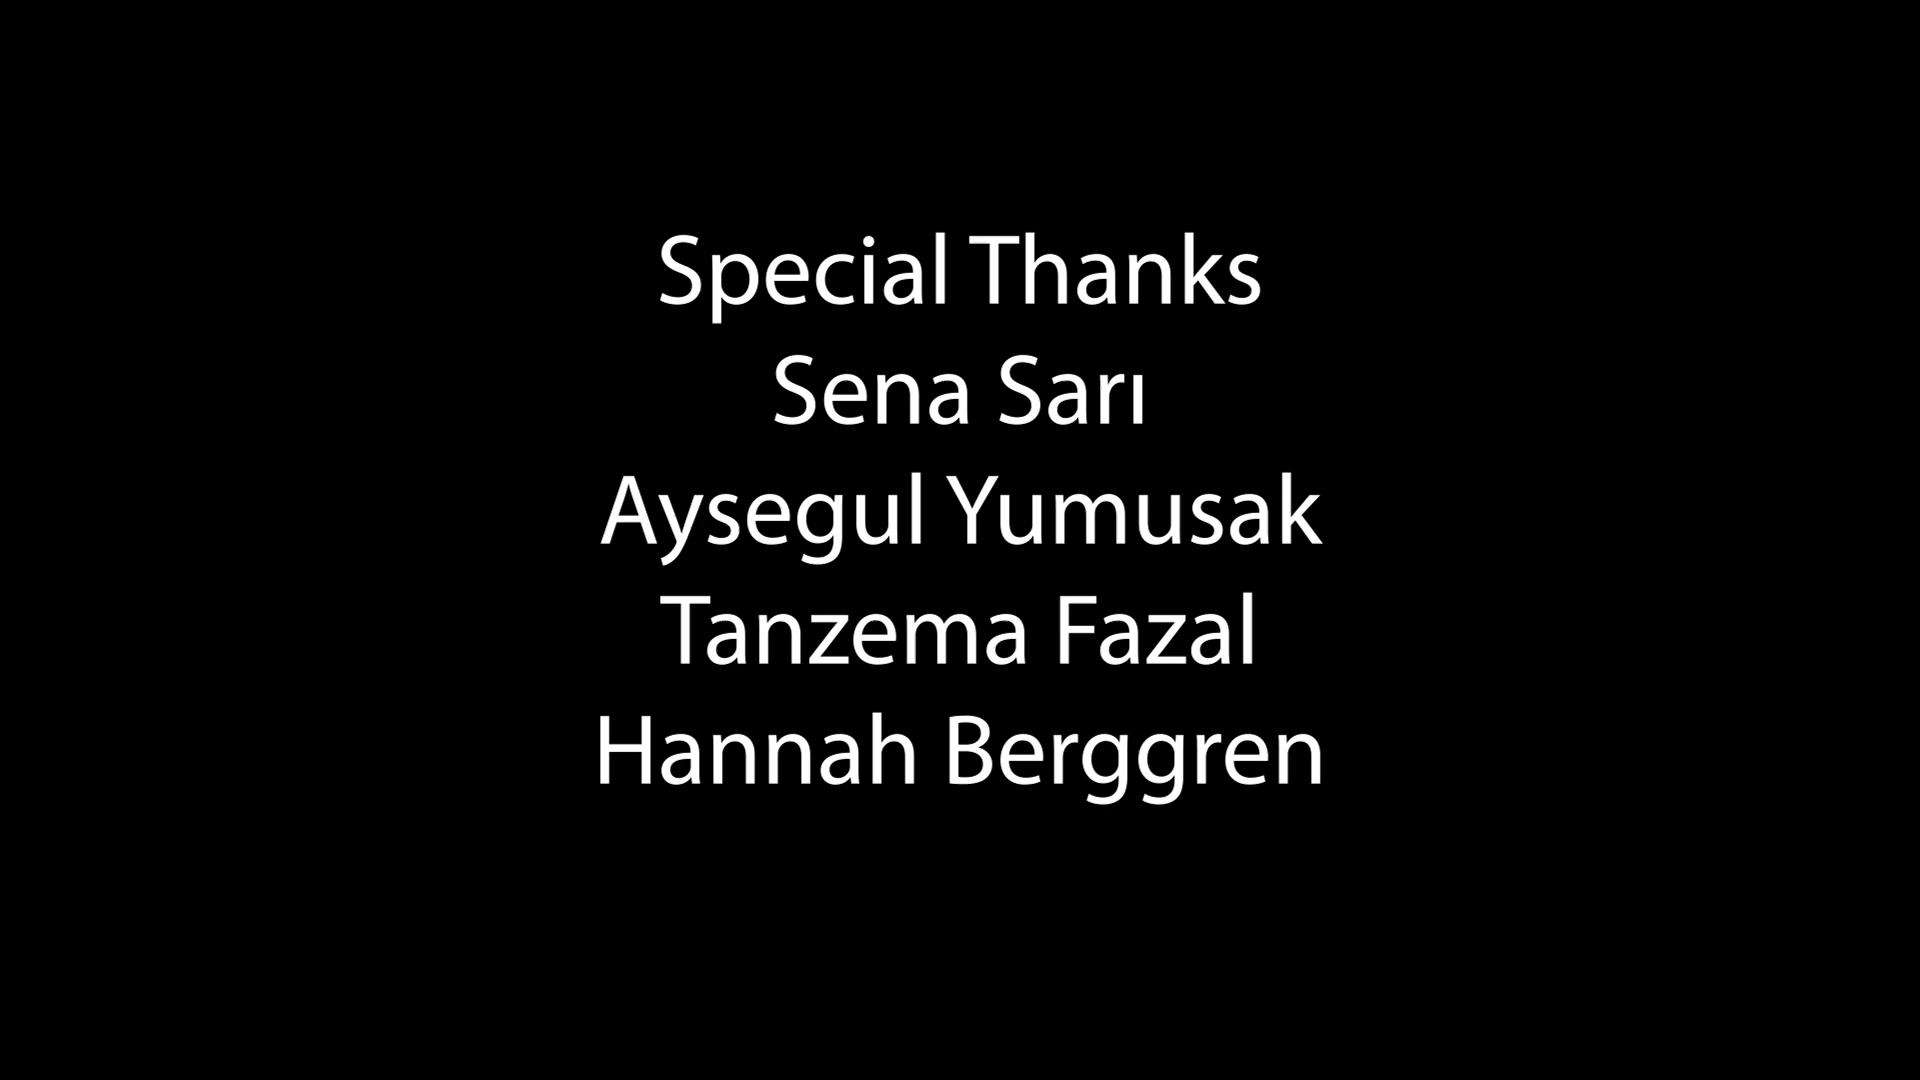 Special Thanks
Sena Sarı
Aysegul Yumusak
Tanzema Fazal
Hannah Berggren